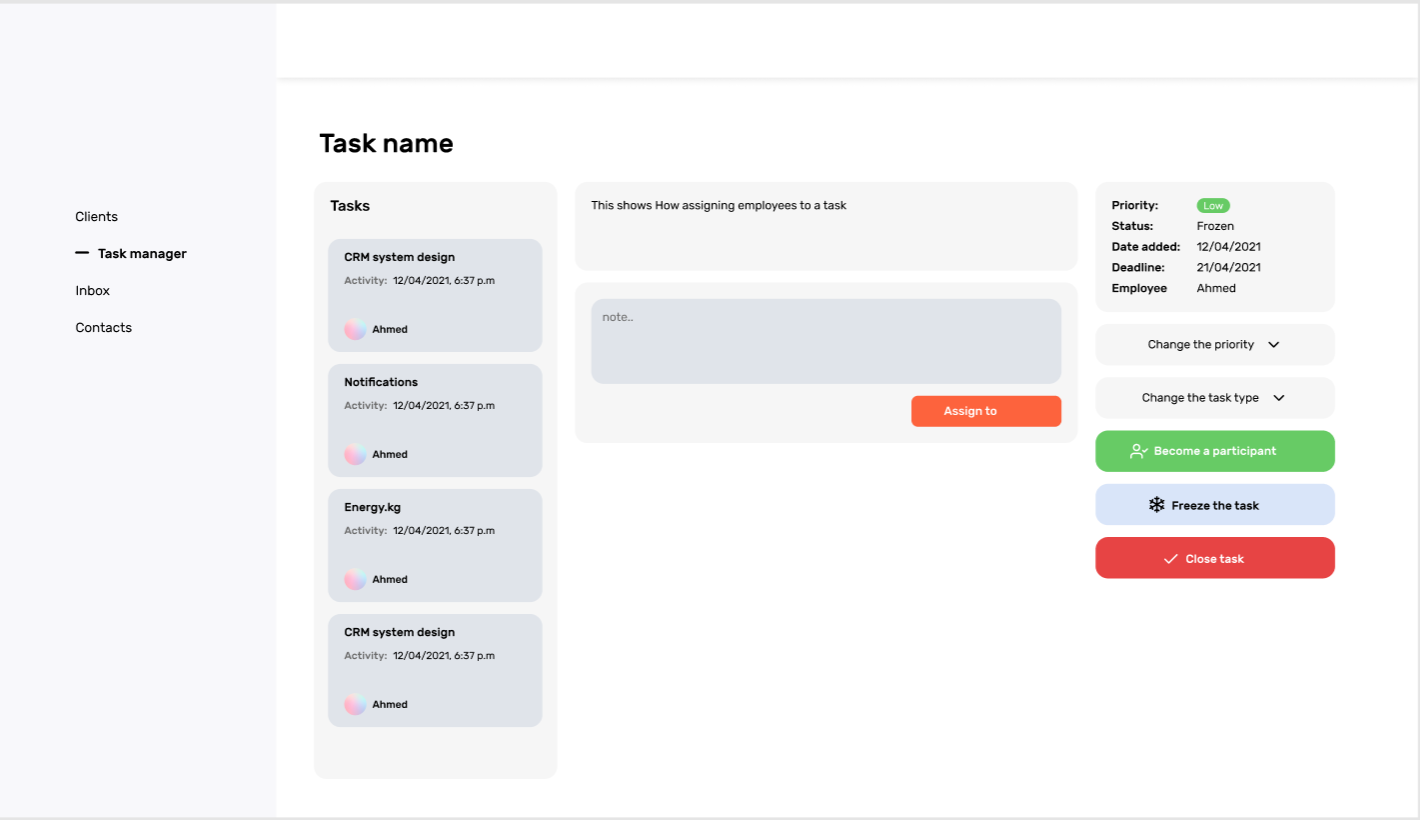 Clients
Task manager
Inbox
Contacts
Task name
Tasks
CRM system design
Activity: 12/04/2021, 6:37 p.m
Ahmed
Notifications
Activity: 12/04/2021, 6:37 p.m
Ahmed
Energy.kg
Activity: 12/04/2021, 6:37 p.m
Ahmed
CRM system design
Activity: 12/04/2021, 6:37 p.m
Ahmed
This shows How assigning employees to a task
note..
Assign to
Priority: Low
Status: Frozen
Date added: 12/04/2021
Deadline: 21/04/2021
Employee Ahmed
Change the priority
Change the task type
Become a participant
Freeze the task
Close task